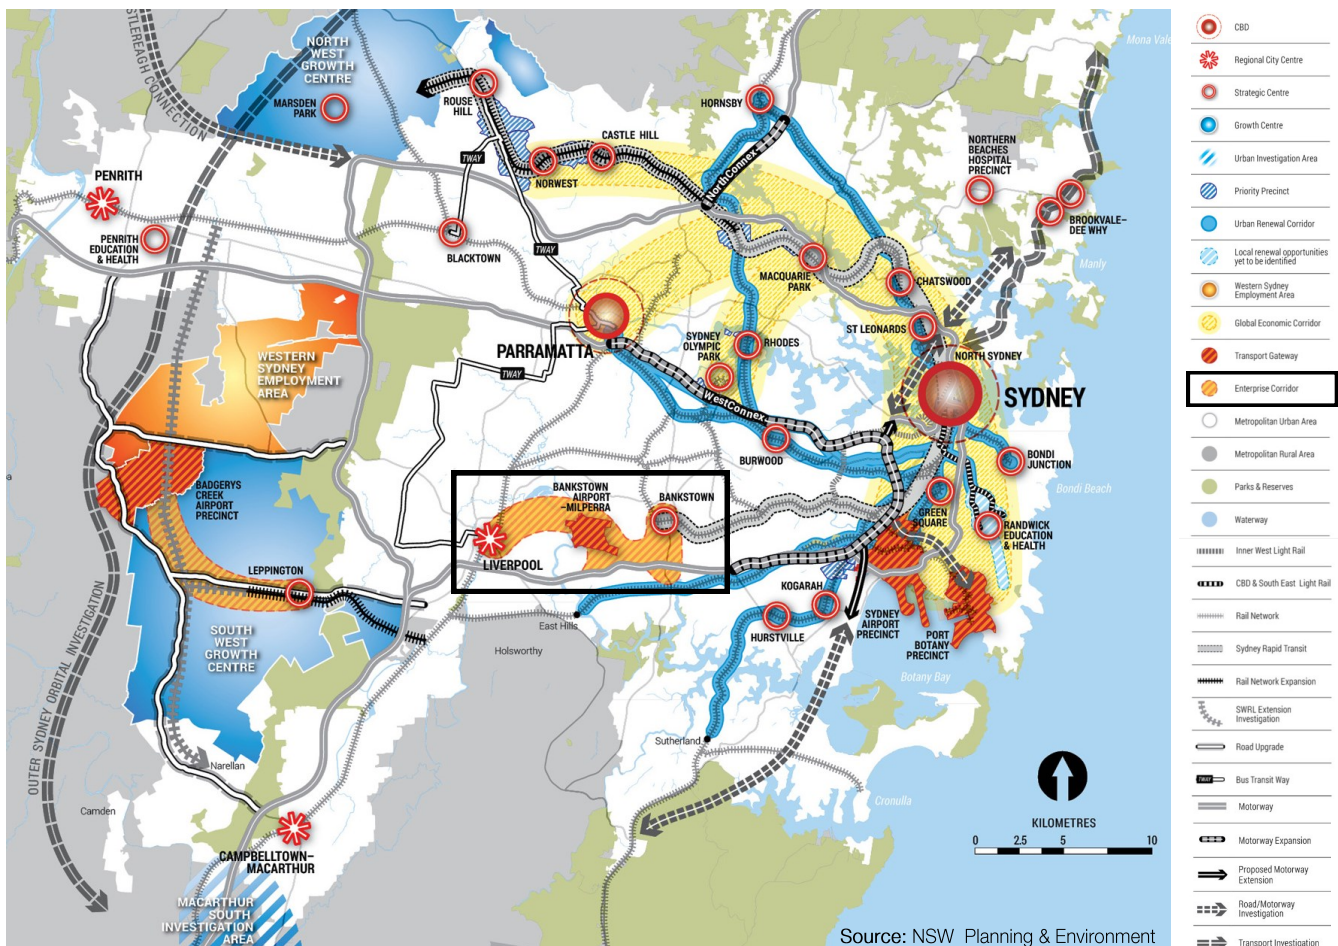 Mona Vale
NORTH
WEST
GROWTH
CENTRE
MARSDEN
PARK
ROUSE
HILL
HORNSBY
CASTLE HILL
NORWEST
NorthConnex
NORTHERN
BEACHES
HOSPITAL
PRECINCT
BROOKVALE–
DEE WHY
Manly
CONNECTION
PENRITH
PENRITH
EDUCATION
& HEALTH
TWAY
BLACKTOWN
TWAY
MACQUARIE
PARK
CHATSWOOD
ST LEONARDS
NORTH SYDNEY
SYDNEY
SYDNEY
OLYMPIC
PARK
RHODES
PARRAMATTA
TWAY
WestConnex
BURWOOD
WESTERN
SYDNEY
EMPLOYMENT
AREA
BADGERYS
CREEK
AIRPORT
PRECINCT
LEPPINGTON
SOUTH
WEST
GROWTH
CENTRE
BANKSTOWN
AIRPORT
–MILPERRA
BANKSTOWN
LIVERPOOL
BONDI
JUNCTION
Bondi Beach
GREEN
SQUARE
RANDWICK
EDUCATION
& HEALTH
KOGARAH
HURSTVILLE
SYDNEY
AIRPORT
PRECINCT
PORT
BOTANY
PRECINCT
Botany Bay
East Hills
Holsworthy
Sutherland
Cronulla
OUTER SYDNEY ORBITAL INVESTIGATION
Narellan
Camden
CAMPBELLTOWN–
MACARTHUR
MACARTHUR
SOUTH
INVESTIGATION
AREA
KILOMETRES
0 2.5 5 10
Source: NSW Planning & Environment
CBD
Regional City Centre
Strategic Centre
Growth Centre
Urban Investigation Area
Priority Precinct
Urban Renewal Corridor
Local renewal opportunities
yet to be identified
Western Sydney
Employment Area
Global Economic Corridor
Transport Gateway
Enterprise Corridor
Metropolitan Urban Area
Metropolitan Rural Area
Parks & Reserves
Waterway
Inner West Light Rail
CBD & South East Light Rail
Rail Network
Sydney Rapid Transit
Rail Network Expansion
SWRL Extension
Investigation
Road Upgrade
TWAY Bus Transit Way
Motorway
Motorway Expansion
Proposed Motorway
Extension
Road/Motorway
Investigation
Transport Investigation